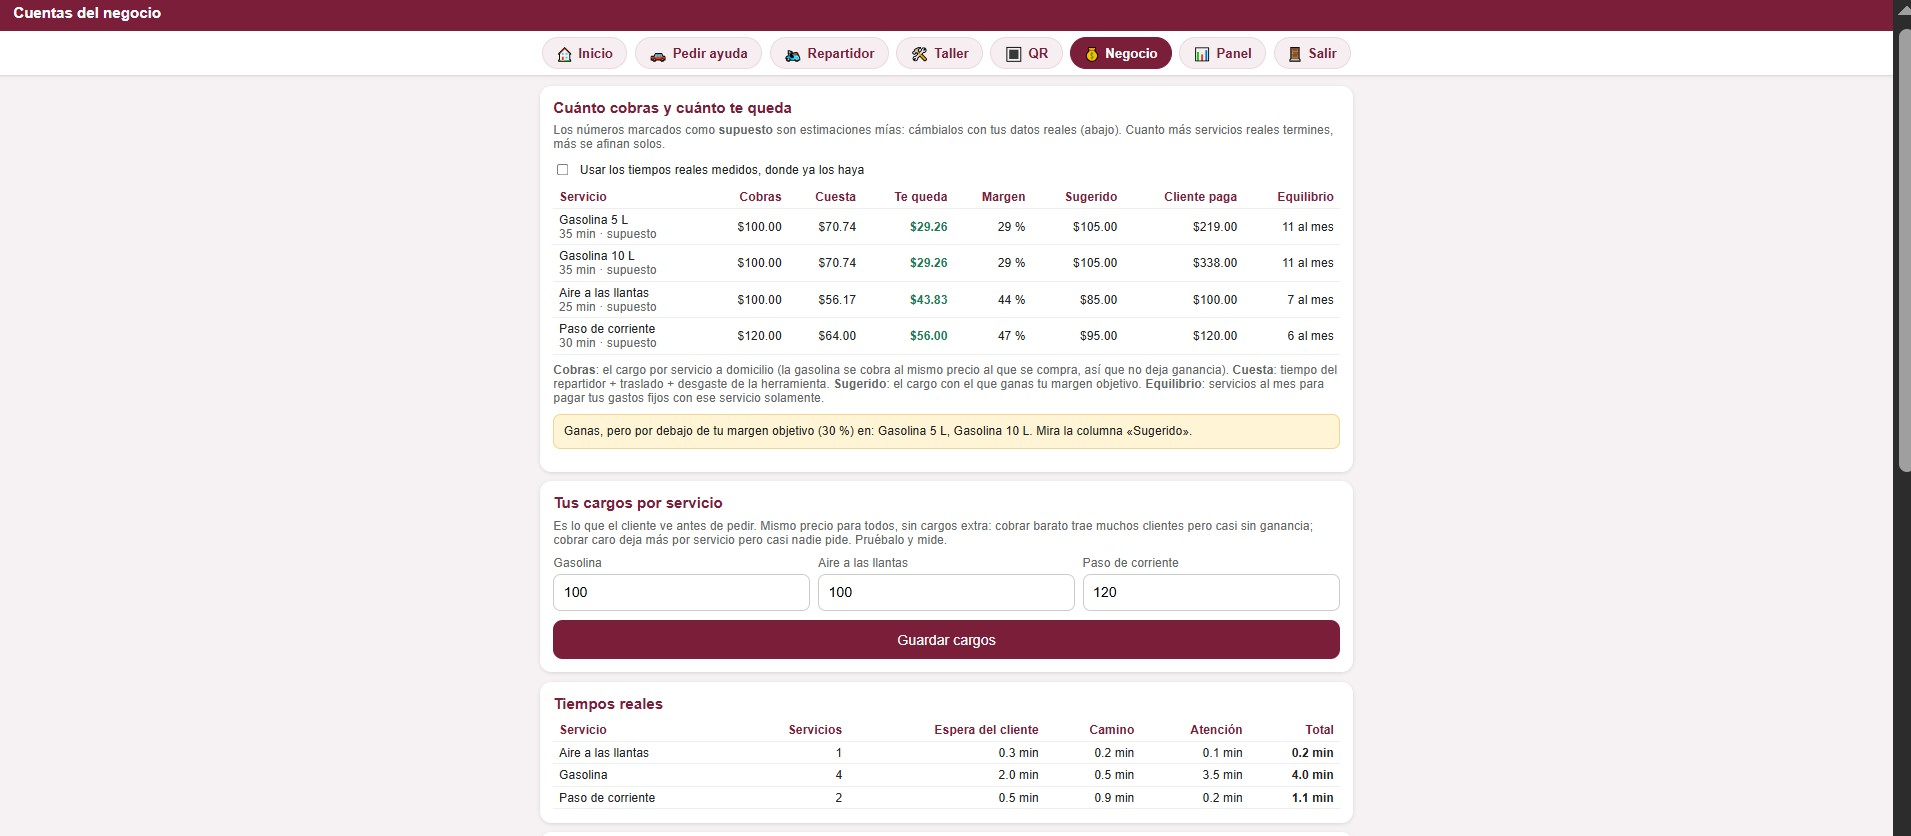 Cuentas del negocio
Inicio Pedir ayuda Repartidor Taller QR Negocio Panel Salir
Cuánto cobras y cuánto te queda
Los números marcados como supuesto son estimaciones mías: cámbialos con tus datos reales (abajo). Cuanto más servicios reales termines,
más se afinan solos.
Usar los tiempos reales medidos, donde ya los haya
Servicio Cobras Cuesta Te queda Margen Sugerido Cliente paga Equilibrio
Gasolina 5 L
35 min · supuesto
$100.00 $70.74 $29.26 29 % $105.00 $219.00 11 al mes
Gasolina 10 L
35 min · supuesto
$100.00 $70.74 $29.26 29 % $105.00 $338.00 11 al mes
Aire a las llantas
25 min · supuesto
$100.00 $56.17 $43.83 44 % $85.00 $100.00 7 al mes
Paso de corriente
30 min · supuesto
$120.00 $64.00 $56.00 47 % $95.00 $120.00 6 al mes
Cobras: el cargo por servicio a domicilio (la gasolina se cobra al mismo precio al que se compra, así que no deja ganancia). Cuesta: tiempo del
repartidor + traslado + desgaste de la herramienta. Sugerido: el cargo con el que ganas tu margen objetivo. Equilibrio: servicios al mes para
pagar tus gastos fijos con ese servicio solamente.
Ganas, pero por debajo de tu margen objetivo (30 %) en: Gasolina 5 L, Gasolina 10 L. Mira la columna «Sugerido».
Tus cargos por servicio
Es lo que el cliente ve antes de pedir. Mismo precio para todos, sin cargos extra: cobrar barato trae muchos clientes pero casi sin ganancia;
cobrar caro deja más por servicio pero casi nadie pide. Pruébalo y mide.
Gasolina Aire a las llantas Paso de corriente
100 100 120
Guardar cargos
Tiempos reales
Servicio Servicios Espera del cliente Camino Atención Total
Aire a las llantas 1 0.3 min 0.2 min 0.1 min 0.2 min
Gasolina 4 2.0 min 0.5 min 3.5 min 4.0 min
Paso de corriente 2 0.5 min 0.9 min 0.2 min 1.1 min